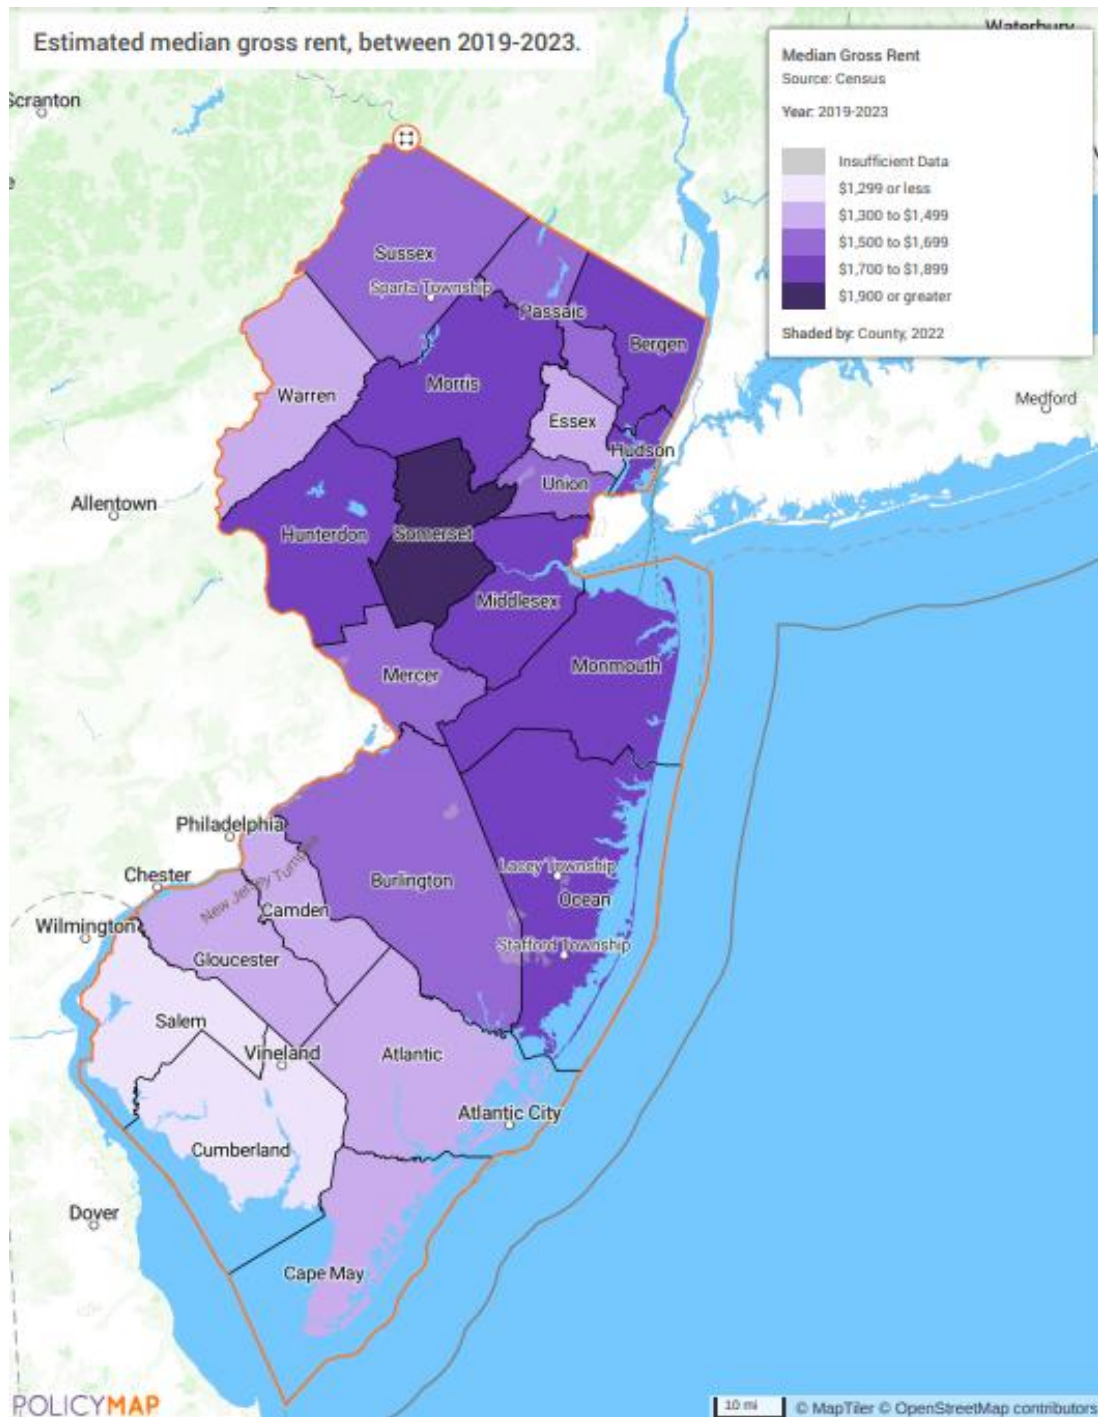 Estimated median gross rent, between 2019-2023.
Waterbury
Median Gross Rent
Source: Census
Year: 2019-2023
Insufficient Data
$1,299 or less
$1,300 to $1,499
$1,500 to $1,699
$1,700 to $1,899
$1,900 or greater
Shaded by: County, 2022
Scranton
Sussex
Sparta Township
Passaic
Bergen
Morris
Warren
Essex
Medford
Hudson
Union
Allentown
Hunterdon
Somerset
Middlesex
Monmouth
Mercer
Philadelphia
New Jersey Turnpike
Chester
Lacey Township
Burlington
Ocean
Camden
Wilmington
Stafford Township
Gloucester
Salem
Vineland
Atlantic
Atlantic City
Cumberland
Dover
Cape May
POLICYMAP
10 mi
© MapTiler © OpenStreetMap contributors